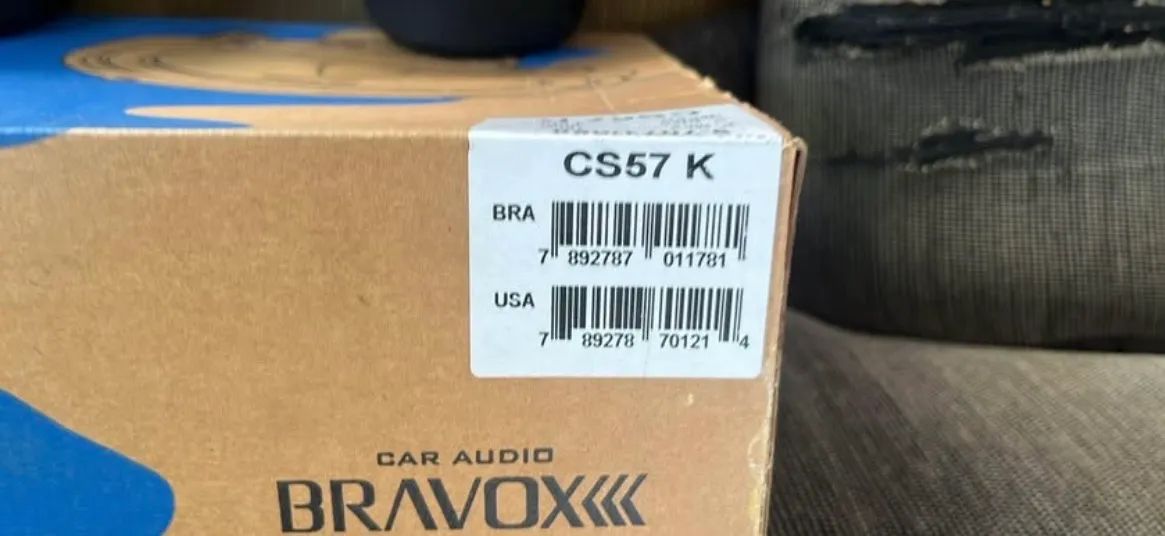 CS57 K
BRA
7 892787 011781
USA
7 89278 70121 4
CAR AUDIO
BRAVOX